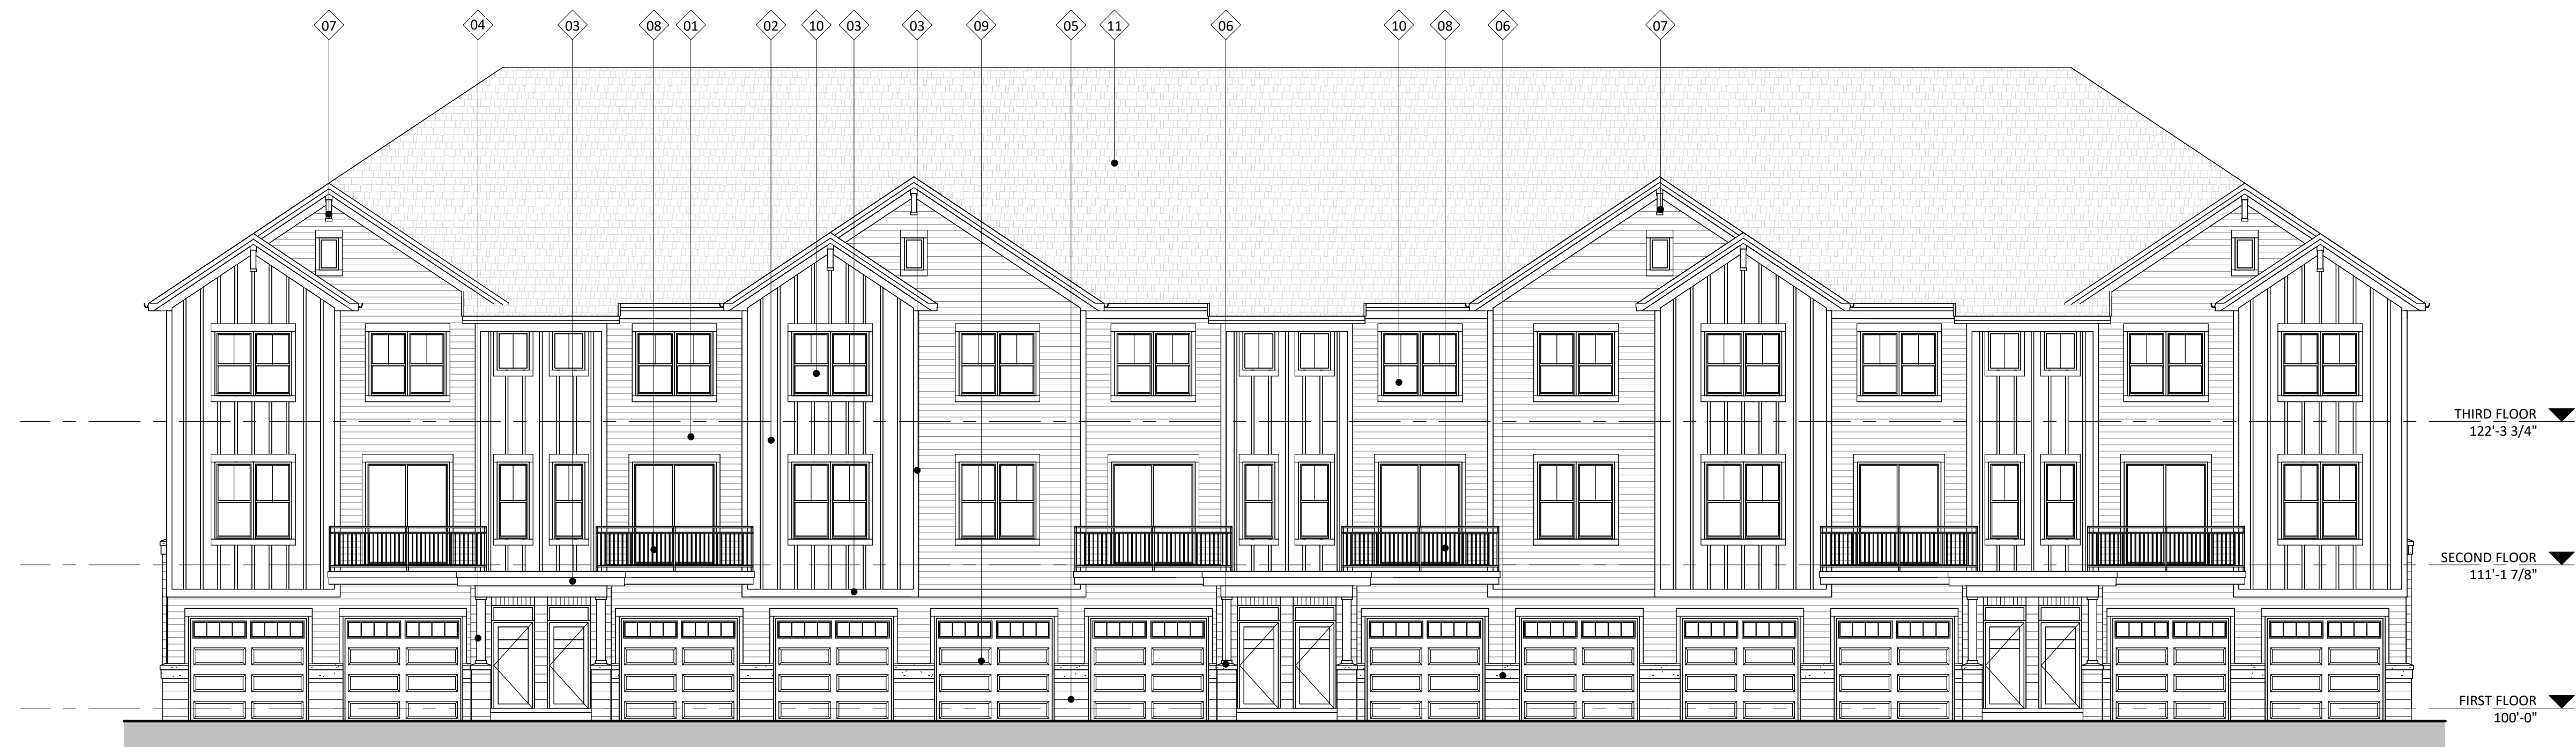 07 04 03 08 01 02 10 03 03 09 05 11 06 10 08 06 07
THIRD FLOOR
122'-3 3/4"
SECOND FLOOR
111'-1 7/8"
FIRST FLOOR
100'-0"